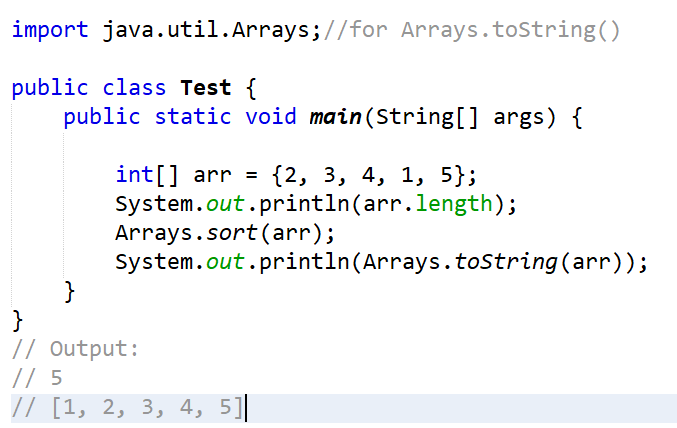 import java.util.Arrays;//for Arrays.toString()
public class Test {
public static void main(String[] args) {
int[] arr = {2, 3, 4, 1, 5};
System.out.println(arr.length);
Arrays.sort(arr);
System.out.println(Arrays.toString(arr));
}
}
// Output:
// 5
// [1, 2, 3, 4, 5]